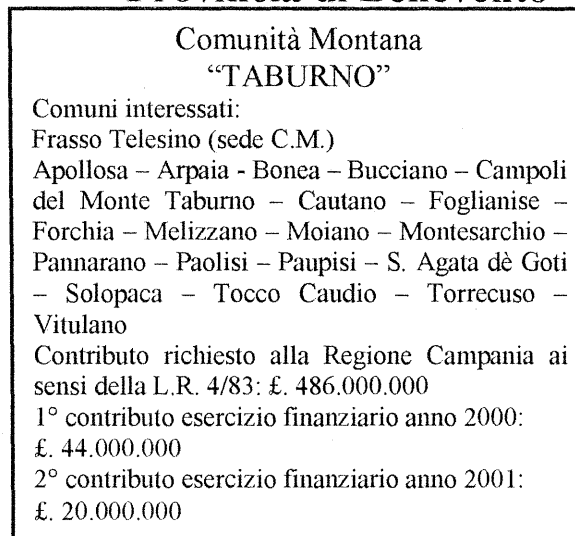 Provincia di Benevento
Comunità Montana
“TABURNO”
Comuni interessati:
Frasso Telesino (sede C.M.)
Apollosa – Arpaia - Bonea – Bucciano – Campoli
del Monte Taburno – Cautano – Foglianise –
Forchia – Melizzano – Moiano – Montesarchio –
Pannarano – Paolisi – Paupisi – S. Agata dè Goti
– Solopaca – Tocco Caudio – Torrecuso –
Vitulano
Contributo richiesto alla Regione Campania ai
sensi della L.R. 4/83: £. 486.000.000
1° contributo esercizio finanziario anno 2000:
£. 44.000.000
2° contributo esercizio finanziario anno 2001:
£. 20.000.000